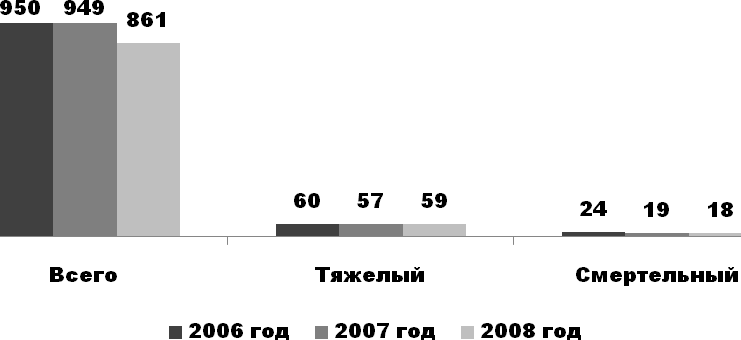 950 949 861
60 57 59
24 19 18
Всего Тяжелый Смертельный
2006 год 2007 год 2008 год